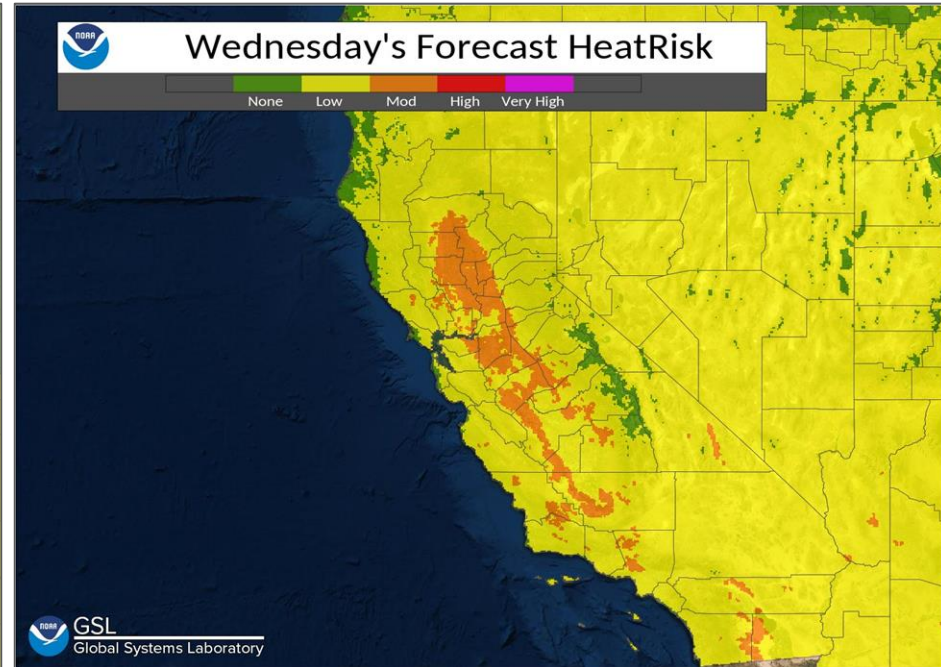 NOAA
Wednesday's Forecast HeatRisk
None Low Mod High Very High
NOAA
GSL
Global Systems Laboratory